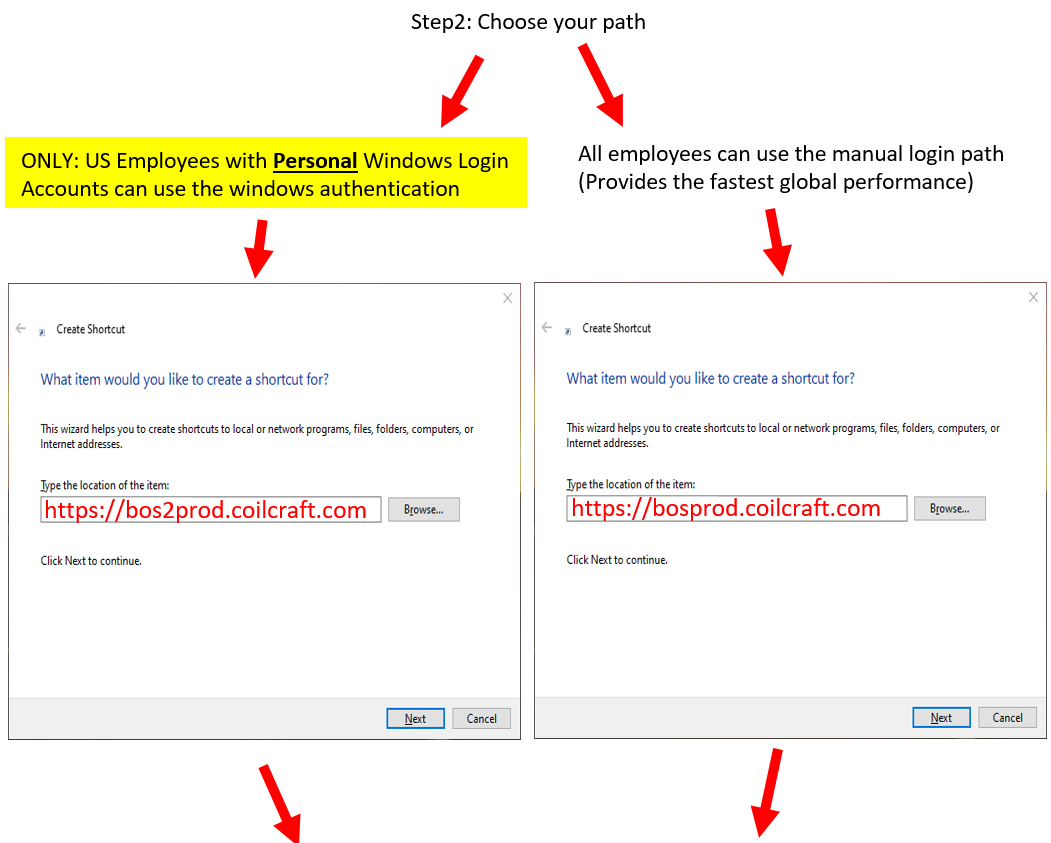 Step2: Choose your path
ONLY: US Employees with Personal Windows Login
Accounts can use the windows authentication
All employees can use the manual login path
(Provides the fastest global performance)
Create Shortcut
What item would you like to create a shortcut for?
This wizard helps you to create shortcuts to local or network programs, files, folders, computers, or
Internet addresses.
Type the location of the item:
https://bos2prod.coilcraft.com
Browse...
Click Next to continue.
Next
Cancel
Create Shortcut
What item would you like to create a shortcut for?
This wizard helps you to create shortcuts to local or network programs, files, folders, computers, or
Internet addresses.
Type the location of the item:
https://bosprod.coilcraft.com
Browse...
Click Next to continue.
Next
Cancel